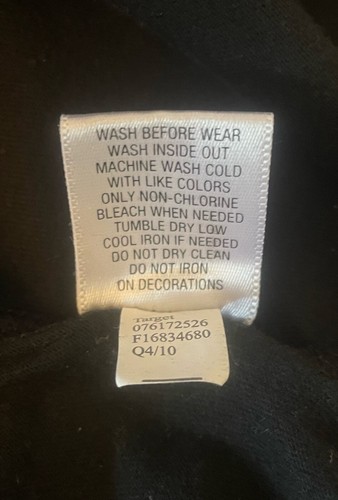 WASH BEFORE WEAR
WASH INSIDE OUT
MACHINE WASH COLD
WITH LIKE COLORS
ONLY NON-CHLORINE
BLEACH WHEN NEEDED
TUMBLE DRY LOW
COOL IRON IF NEEDED
DO NOT DRY CLEAN
DO NOT IRON
ON DECORATIONS
Target
076172526
F16834680
Q4/10